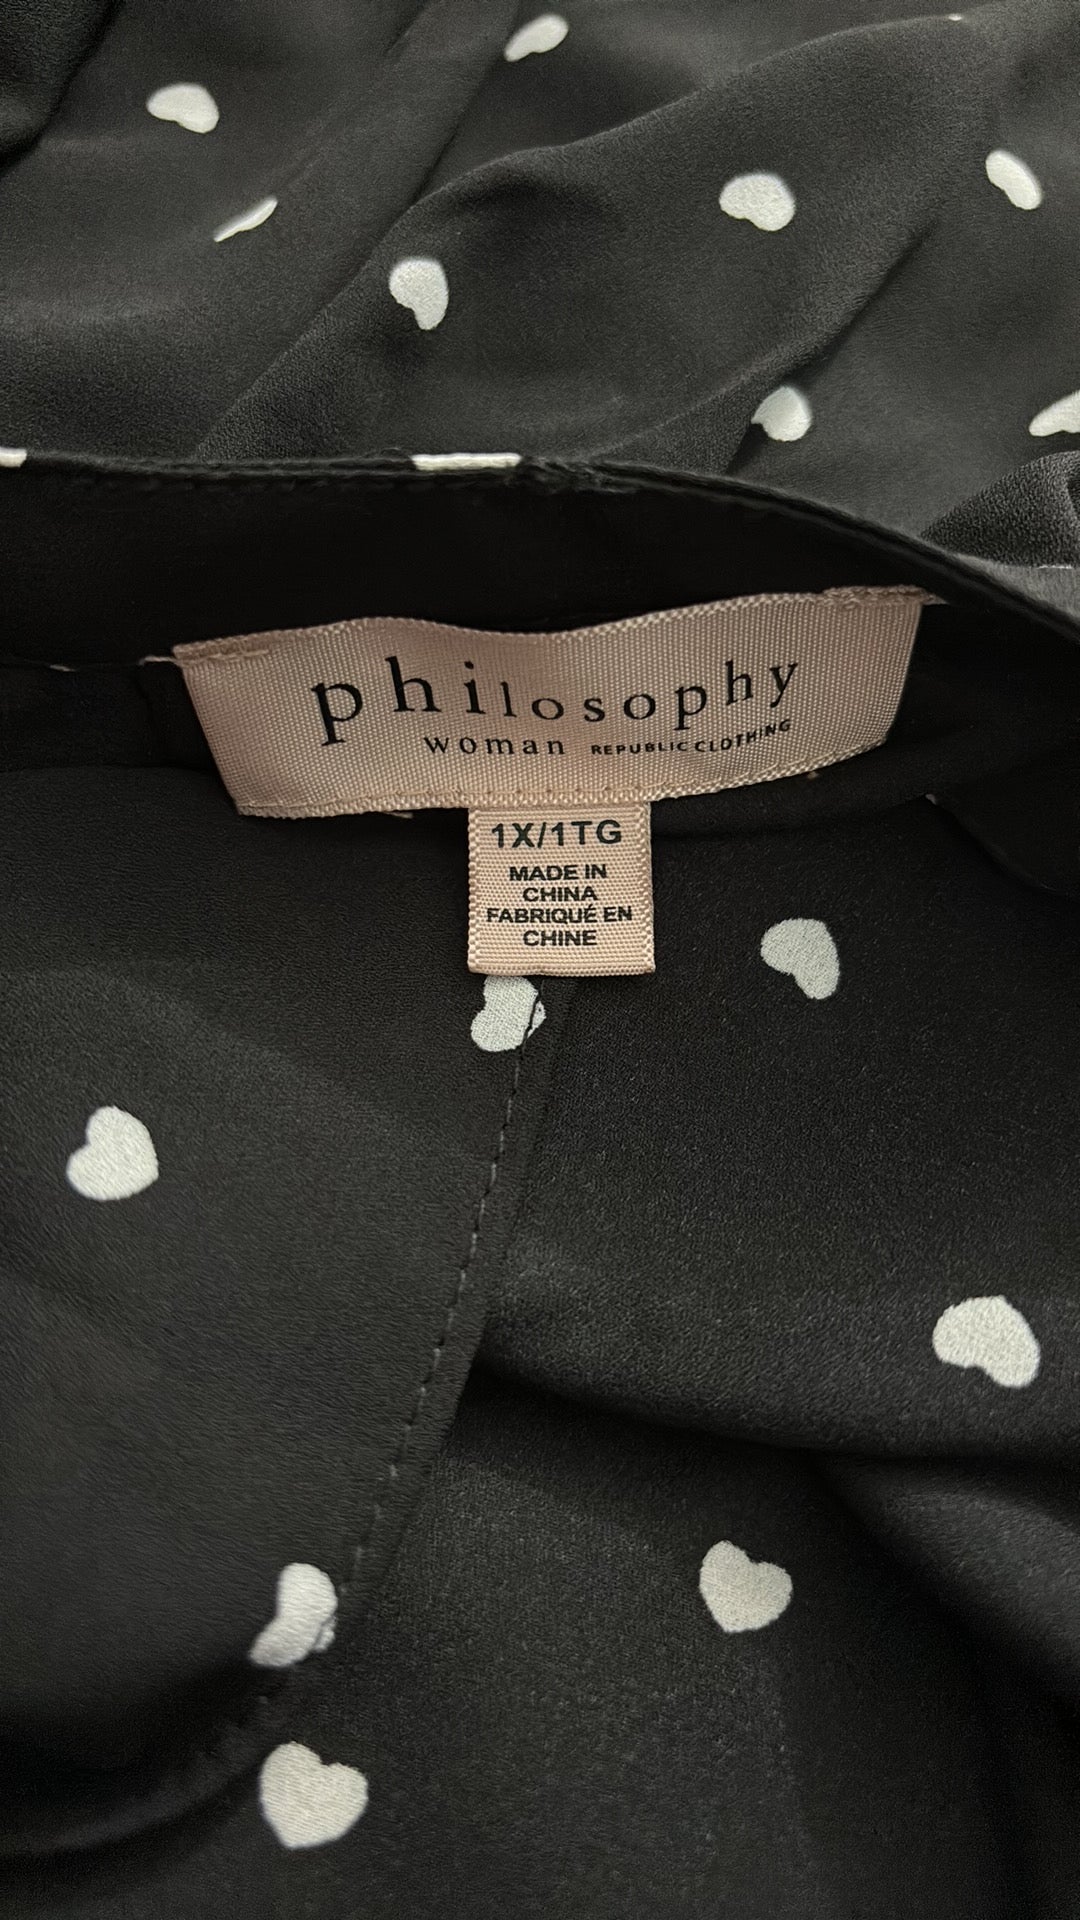 philosophy
woman REPUBLIC CLOTHING
1X/1TG
MADE IN
CHINA
FABRIQUÉ EN
CHINE